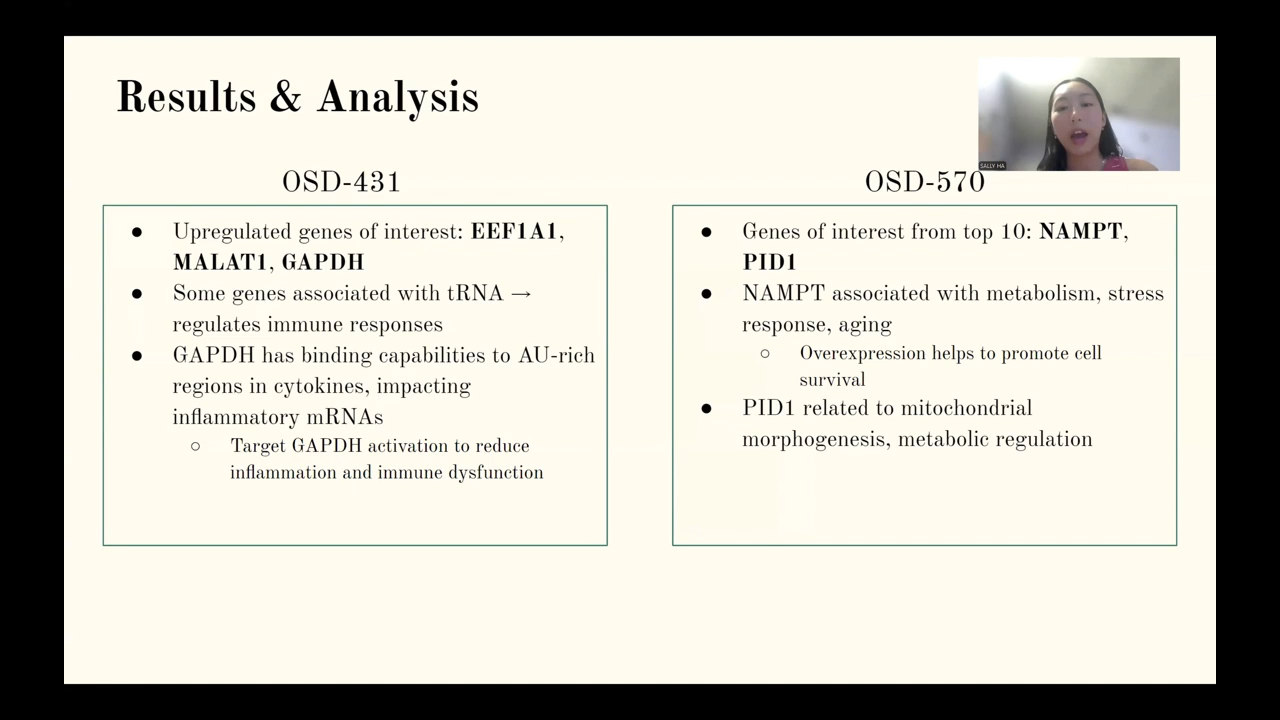 Results & Analysis
SALLY HA
OSD-431
● Upregulated genes of interest: EEF1A1,
MALAT1, GAPDH
● Some genes associated with tRNA →
regulates immune responses
● GAPDH has binding capabilities to AU-rich
regions in cytokines, impacting
inflammatory mRNAs
○ Target GAPDH activation to reduce
inflammation and immune dysfunction
OSD-570
● Genes of interest from top 10: NAMPT,
PID1
● NAMPT associated with metabolism, stress
response, aging
○ Overexpression helps to promote cell
survival
● PID1 related to mitochondrial
morphogenesis, metabolic regulation